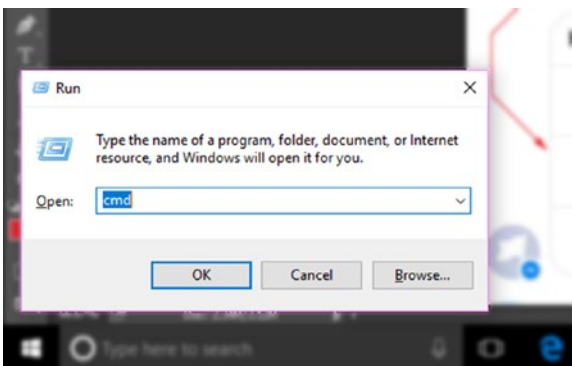 T
Run
Type the name of a program, folder, document, or Internet
resource, and Windows will open it for you.
Open: cmd
OK Cancel Browse...
Type here to search